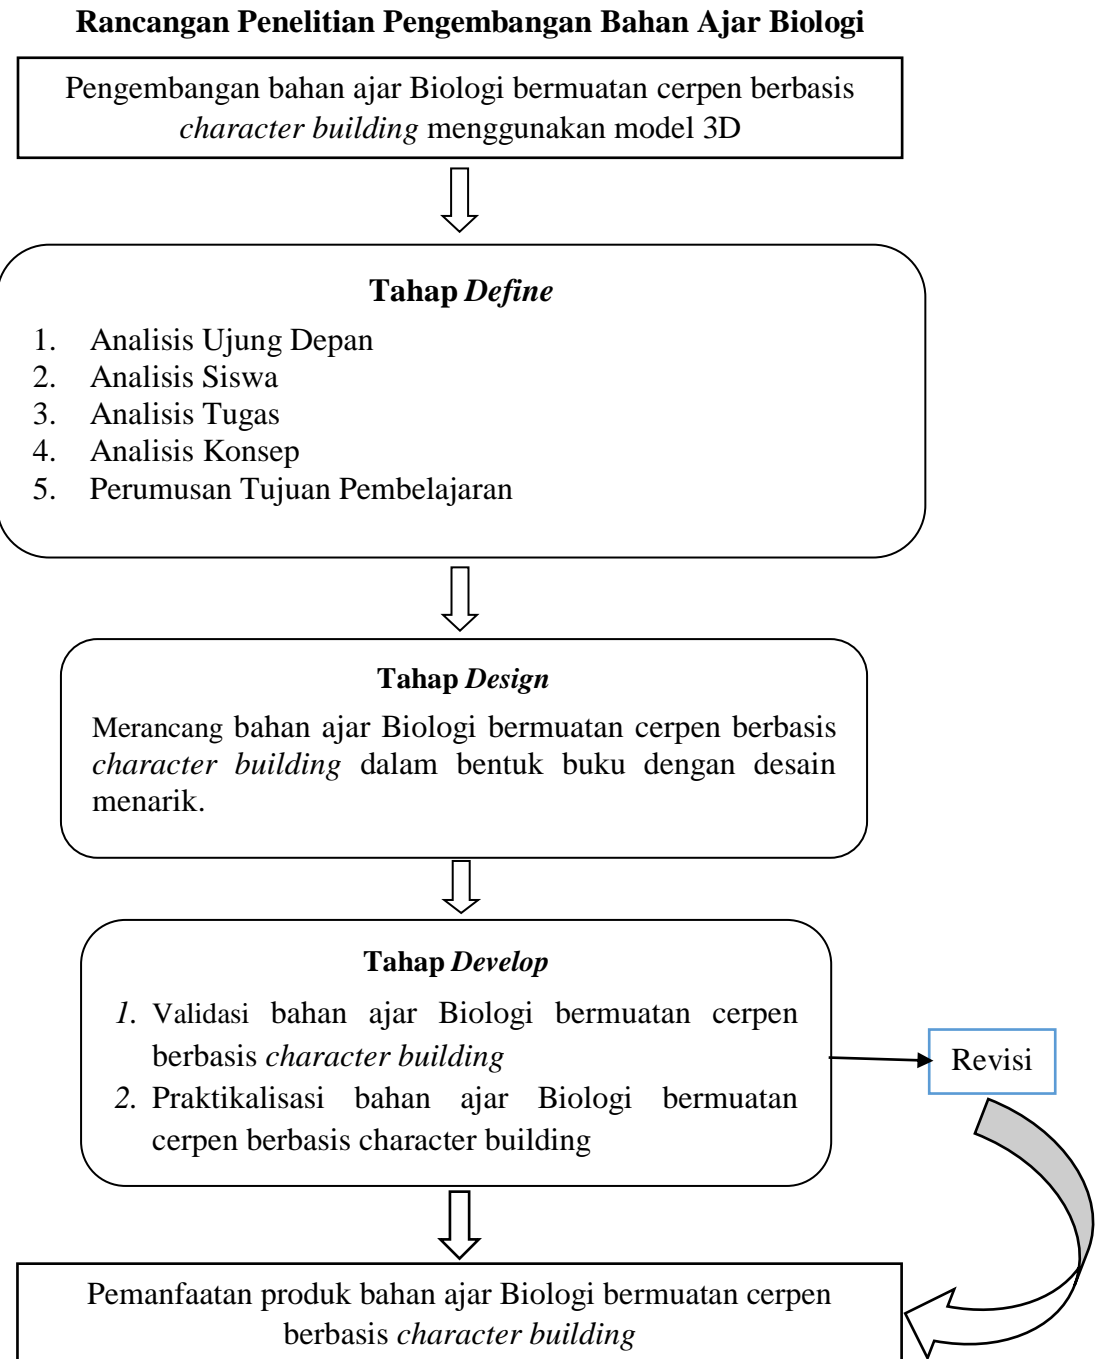 Rancangan Penelitian Pengembangan Bahan Ajar Biologi
Pengembangan bahan ajar Biologi bermuatan cerpen berbasis
character building menggunakan model 3D
Tahap Define
1. Analisis Ujung Depan
2. Analisis Siswa
3. Analisis Tugas
4. Analisis Konsep
5. Perumusan Tujuan Pembelajaran
Tahap Design
Merancang bahan ajar Biologi bermuatan cerpen berbasis
character building dalam bentuk buku dengan desain
menarik.
Tahap Develop
1. Validasi bahan ajar Biologi bermuatan cerpen
berbasis character building
2. Praktikalisasi bahan ajar Biologi bermuatan
cerpen berbasis character building
Revisi
Pemanfaatan produk bahan ajar Biologi bermuatan cerpen
berbasis character building